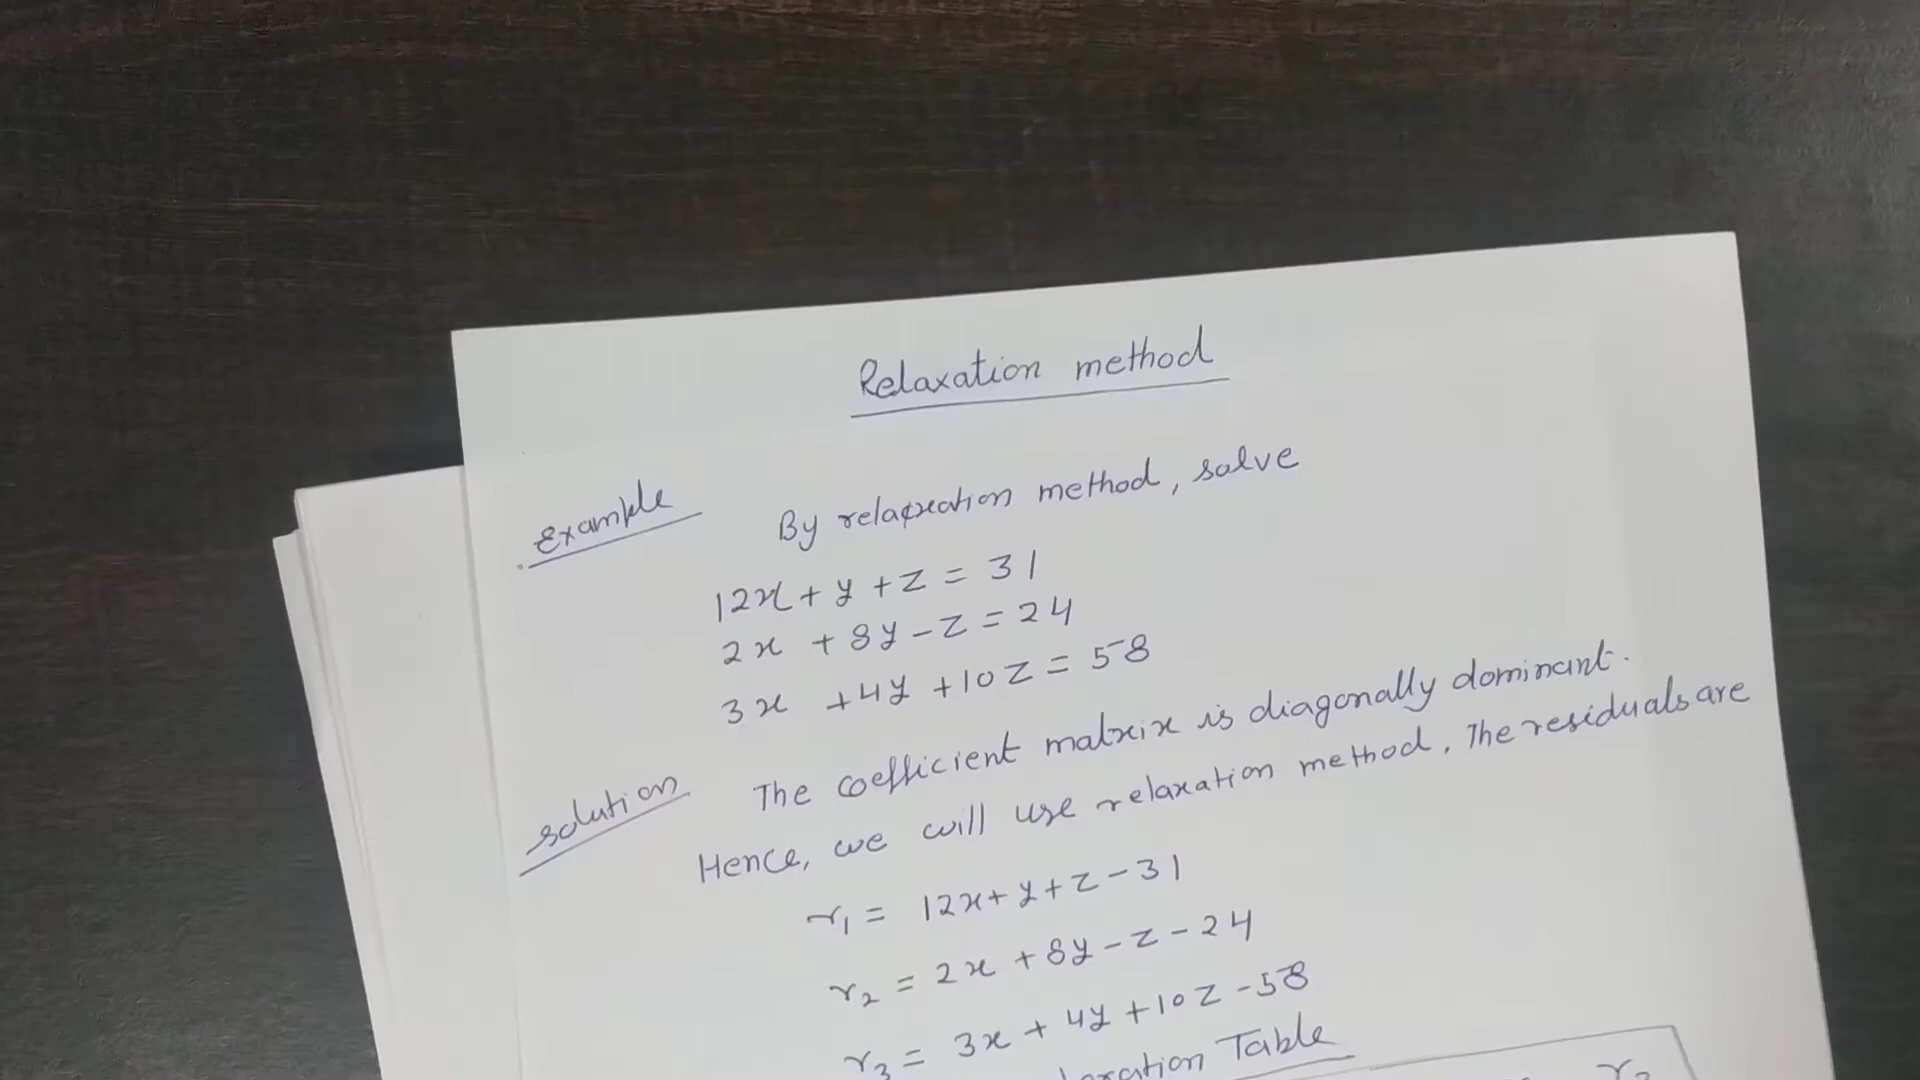 Relaxation method
Example By relaxation method, solve
12x + y + z = 31
2x + 8y - z = 24
3x + 4y + 10z = 58
solution The coefficient matrix is diagonally dominant.
Hence, we will use relaxation method. The residuals are
r₁ = 12x + y + z - 31
r₂ = 2x + 8y - z - 24
r₃ = 3x + 4y + 10z - 58
Table